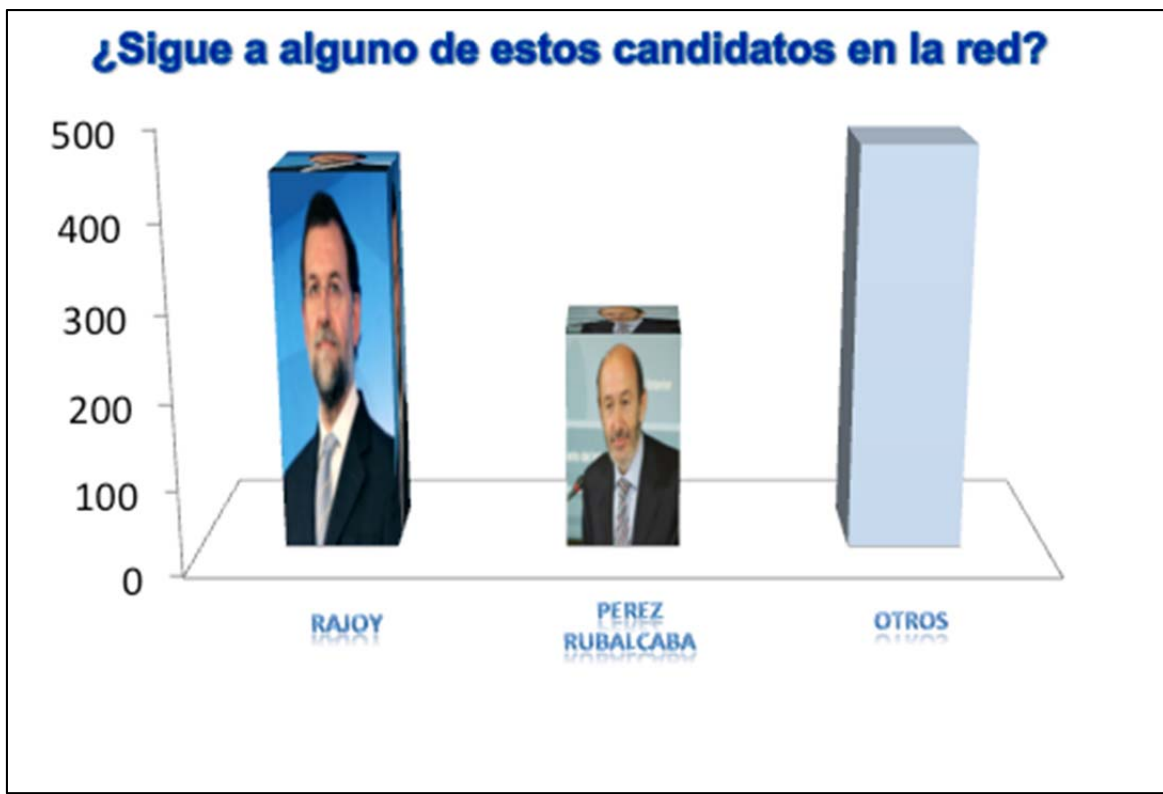 ¿Sigue a alguno de estos candidatos en la red?
500
400
300
200
100
0
RAJOY
PEREZ
RUBALCABA
OTROS